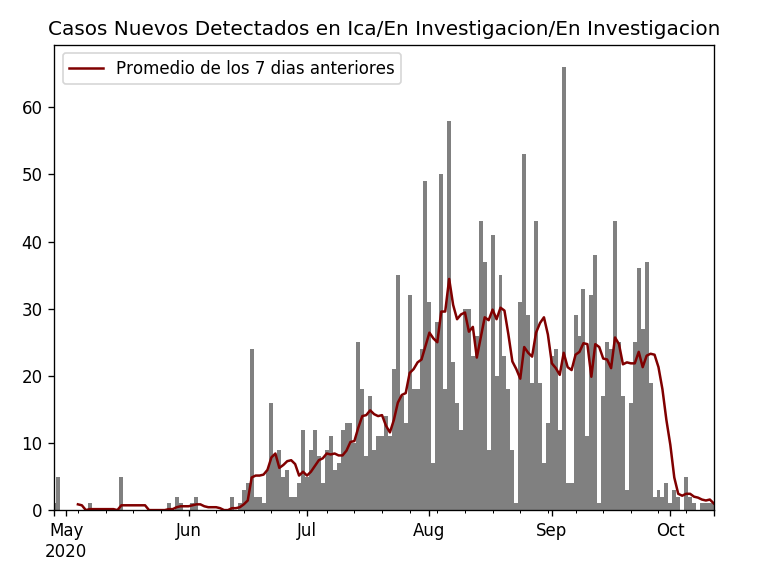 Casos Nuevos Detectados en Ica/En Investigacion/En Investigacion
Promedio de los 7 dias anteriores
60
50
40
30
20
10
0
May Jun Jul Aug Sep Oct
2020